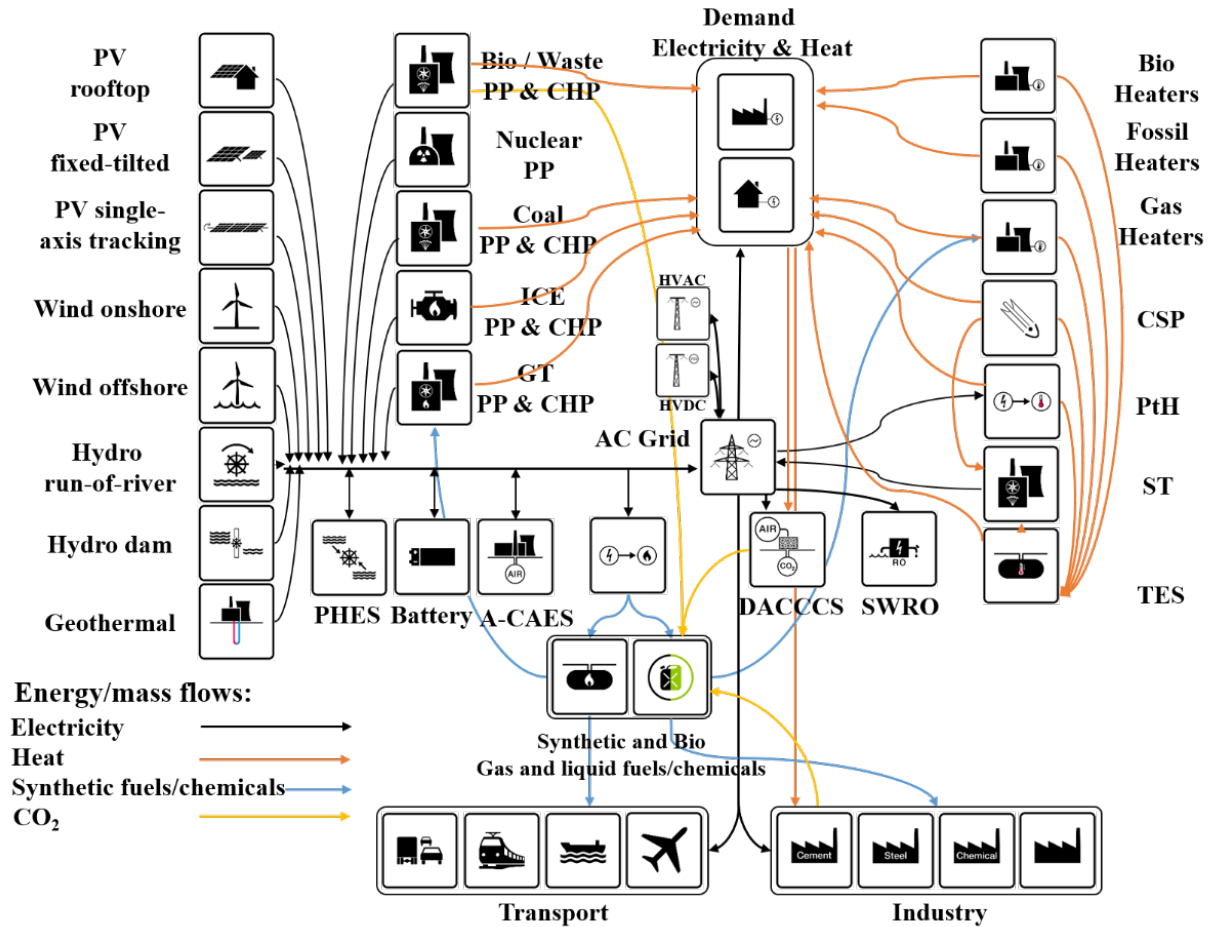 Demand
Electricity & Heat
PV
rooftop
PV
fixed-tilted
PV single-
axis tracking
Wind onshore
Wind offshore
Hydro
run-of-river
Hydro dam
Geothermal
Bio / Waste
PP & CHP
Nuclear
PP
Coal
PP & CHP
ICE
PP & CHP
GT
PP & CHP
HVAC
HVDC
AC Grid
Bio
Heaters
Fossil
Heaters
Gas
Heaters
CSP
PtH
ST
TES
PHES
Battery
AIR
A-CAES
AIR
CO2
DACCCS
RO
SWRO
Synthetic and Bio
Gas and liquid fuels/chemicals
Energy/mass flows:
Electricity
Heat
Synthetic fuels/chemicals
CO₂
Cement
Steel
Chemical
Transport
Industry